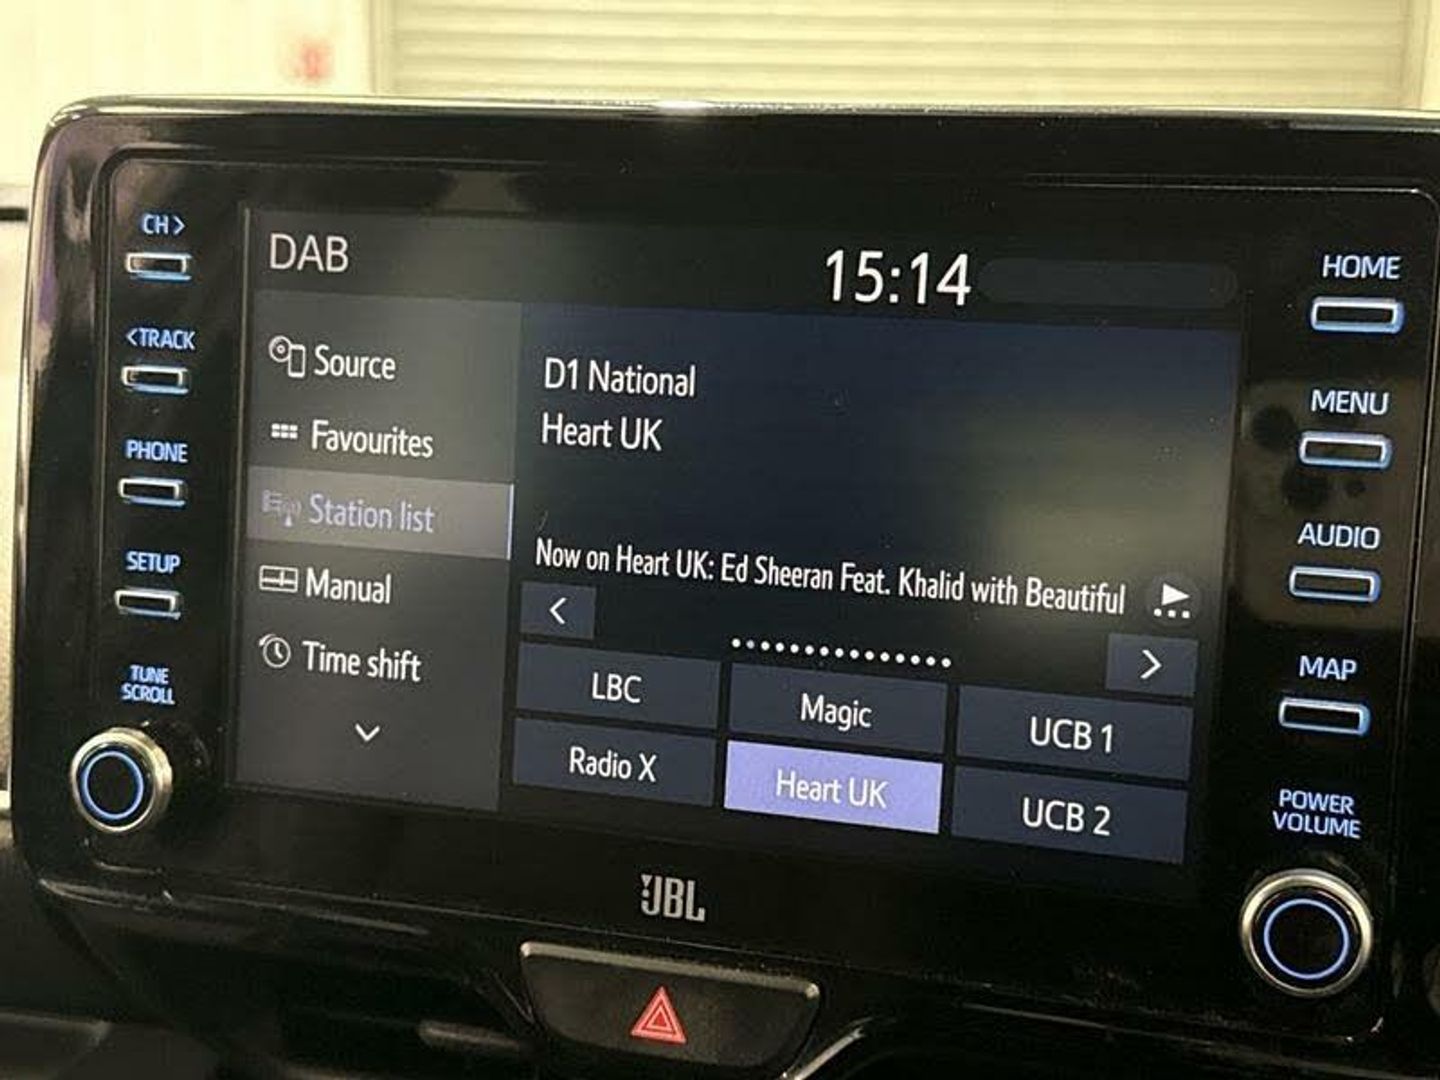 CH>
<TRACK
PHONE
SETUP
TUNE
SCROLL
DAB
15:14
Source
Favourites
Station list
Manual
Time shift
D1 National
Heart UK
Now on Heart UK: Ed Sheeran Feat. Khalid with Beautiful
<
>
LBC
Magic
UCB 1
Radio X
Heart UK
UCB 2
HOME
MENU
AUDIO
MAP
POWER
VOLUME
JBL